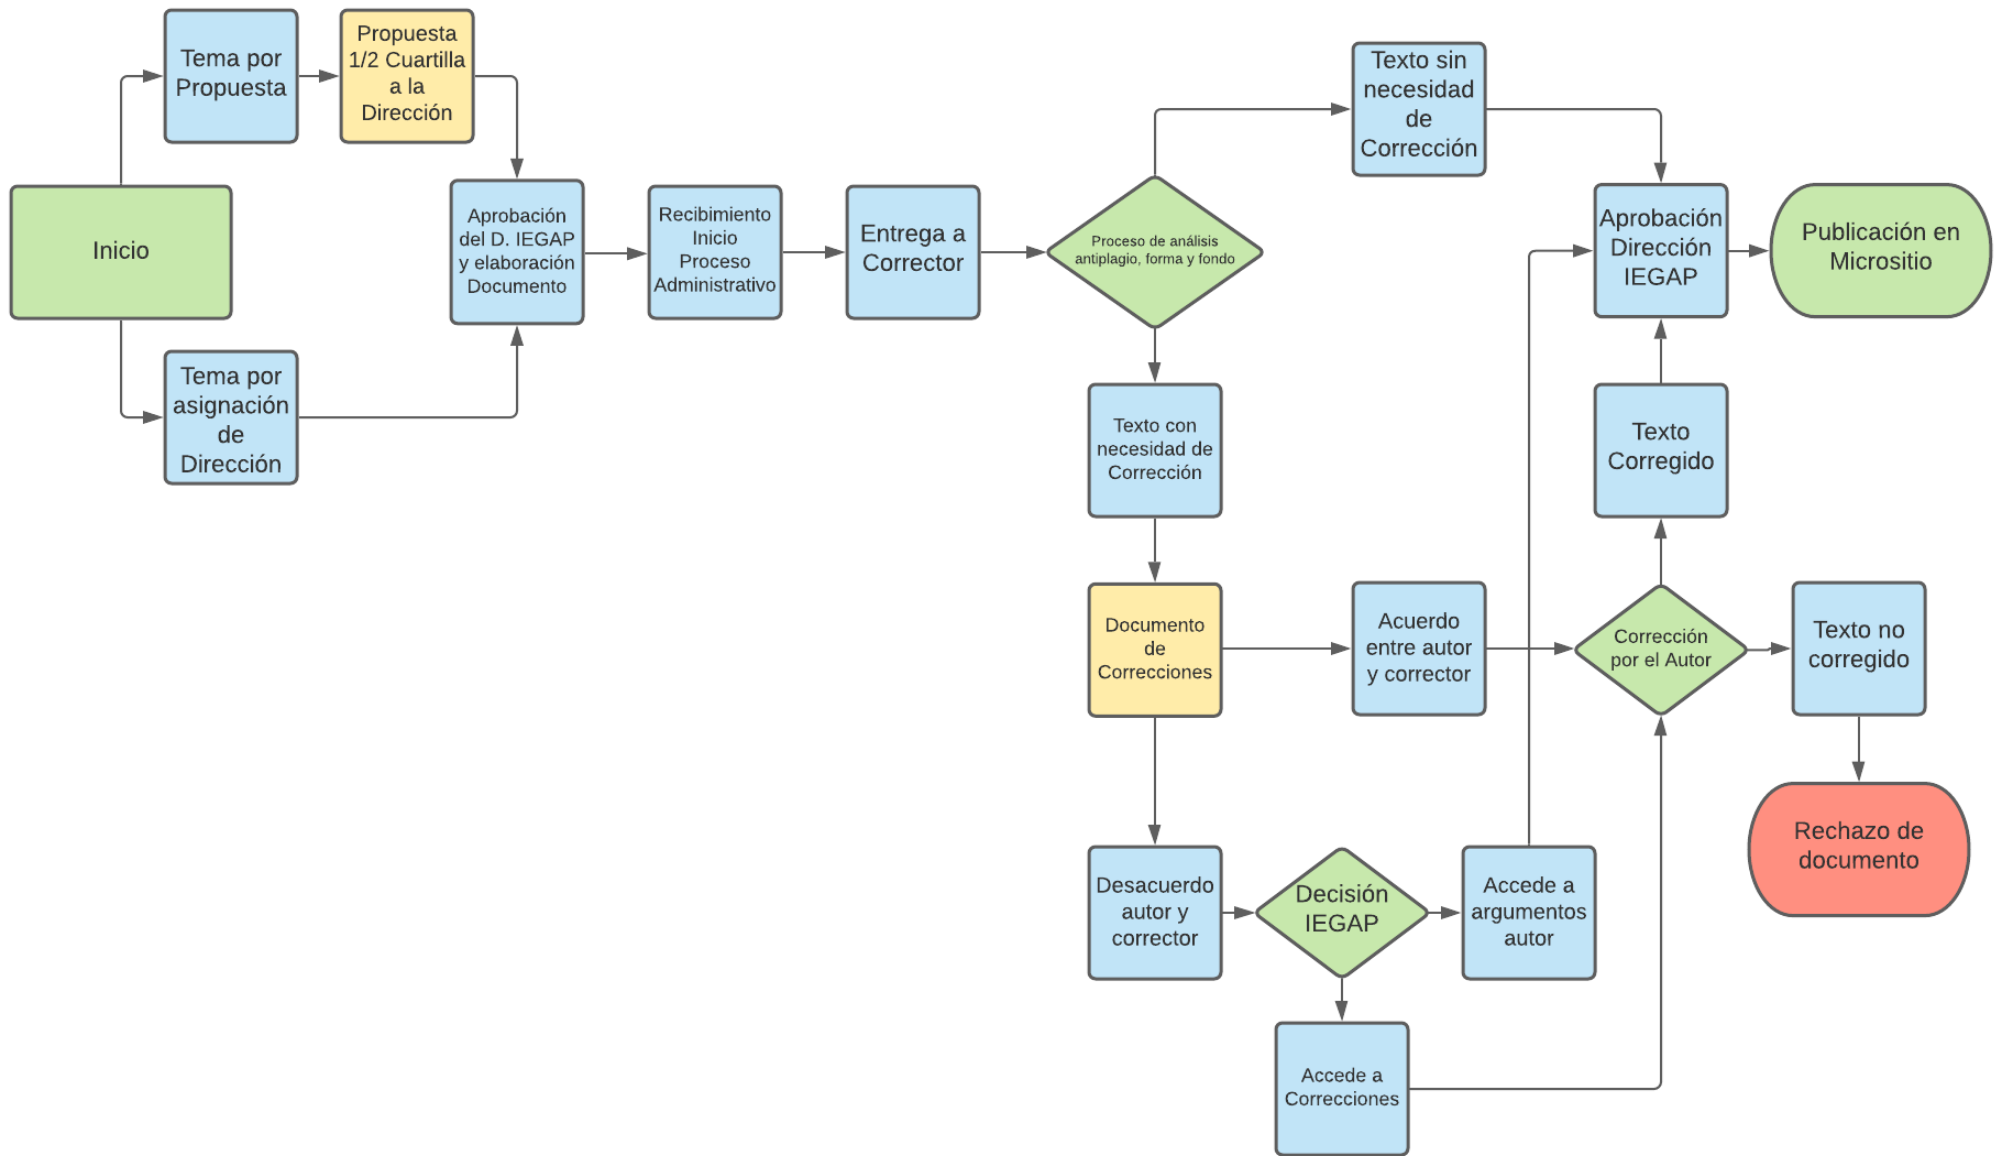 Tema por
Propuesta
Propuesta
1/2 Cuartilla
a la
Dirección
Inicio
Tema por
asignación
de
Dirección
Aprobación
del D. IEGAP
y elaboración
Documento
Recibimiento
Inicio
Proceso
Administrativo
Entrega a
Corrector
Proceso de análisis
antiplagio, forma y fondo
Texto sin
necesidad
de
Corrección
Aprobación
Dirección
IEGAP
Publicación en
Micrositio
Texto con
necesidad de
Corrección
Texto
Corregido
Documento
de
Correcciones
Acuerdo
entre autor
y corrector
Corrección
por el Autor
Texto no
corregido
Rechazo de
documento
Desacuerdo
autor y
corrector
Decisión
IEGAP
Accede a
argumentos
autor
Accede a
Correcciones